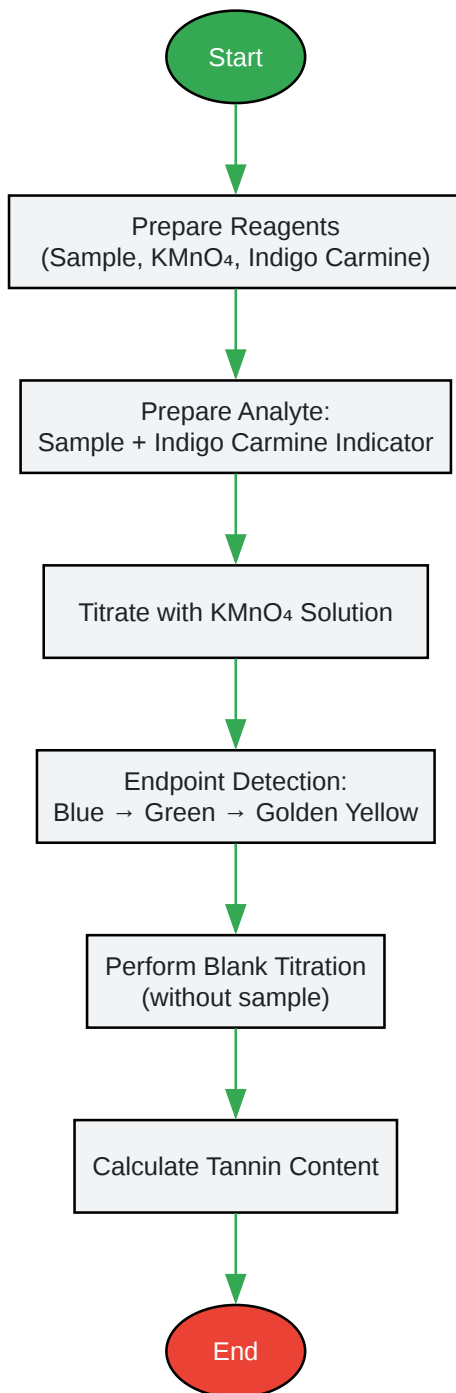 Start
Prepare Reagents
(Sample, KMnO₄, Indigo Carmine)
Prepare Analyte:
Sample + Indigo Carmine Indicator
Titrate with KMnO₄ Solution
Endpoint Detection:
Blue → Green → Golden Yellow
Perform Blank Titration
(without sample)
Calculate Tannin Content
End